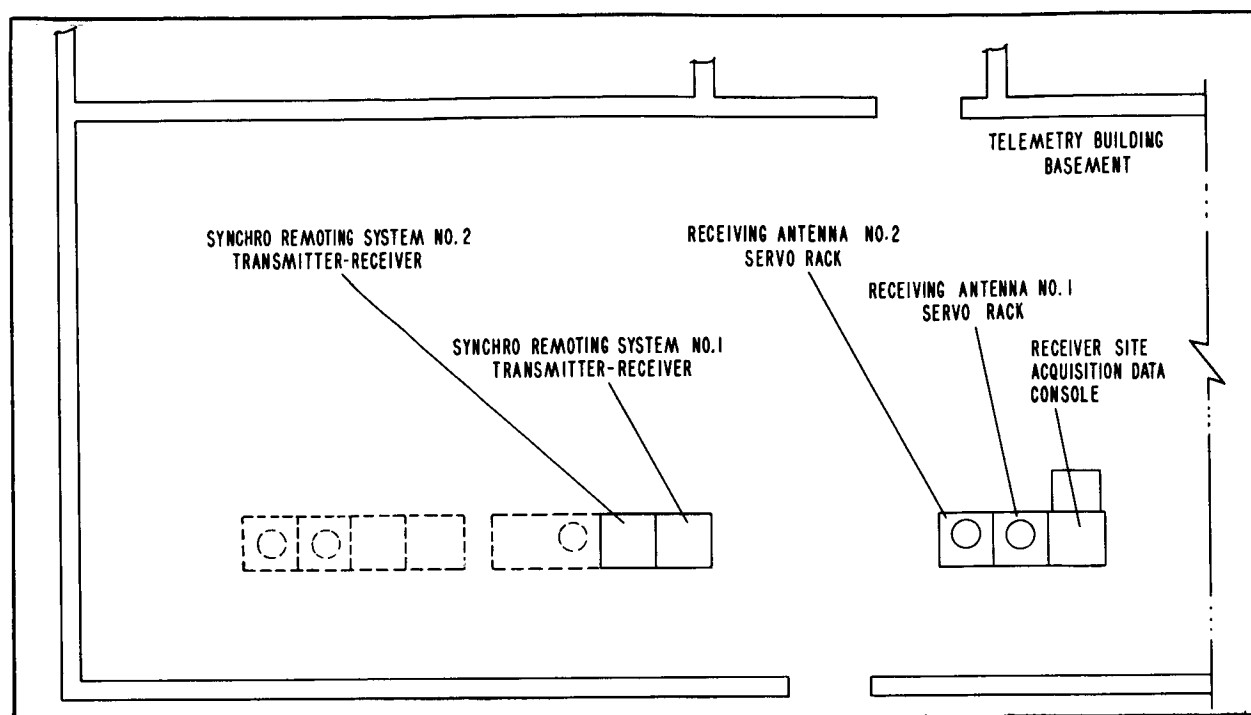 TELEMETRY BUILDING
BASEMENT
SYNCHRO REMOTING SYSTEM NO.2
TRANSMITTER-RECEIVER
RECEIVING ANTENNA NO.2
SERVO RACK
RECEIVING ANTENNA NO.1
SERVO RACK
SYNCHRO REMOTING SYSTEM NO.1
TRANSMITTER-RECEIVER
RECEIVER SITE
ACQUISITION DATA
CONSOLE